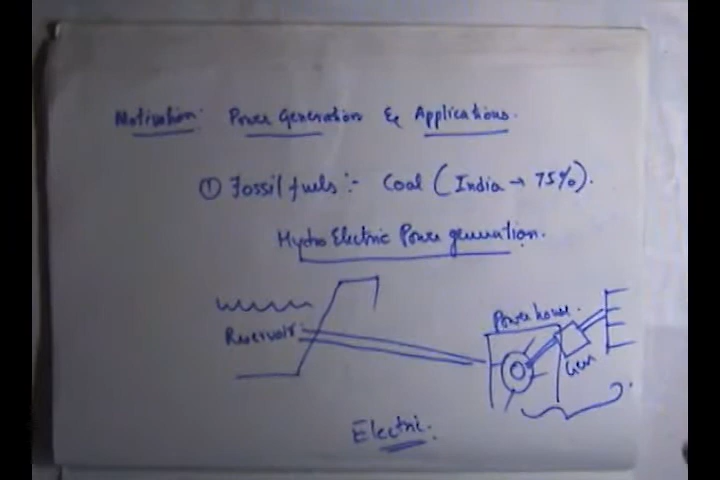 Motivation: Power Generation & Applications.
① Fossil fuels:- Coal (India → 75%).
Hydro Electric Power generation.
Reservoir
Power house.
Gen
Electric.